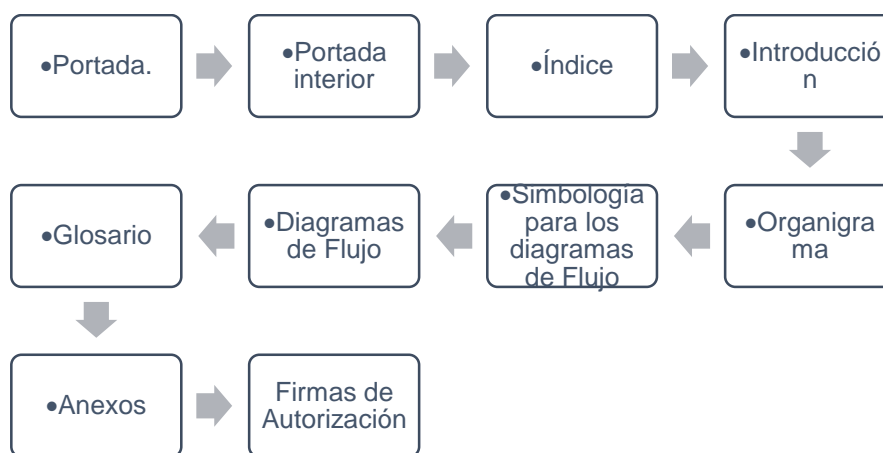 •Portada.
•Portada
interior
•Índice
•Introducció
n
•Organigra
ma
•Simbología
para los
diagramas
de Flujo
•Diagramas
de Flujo
•Glosario
•Anexos
Firmas de
Autorización